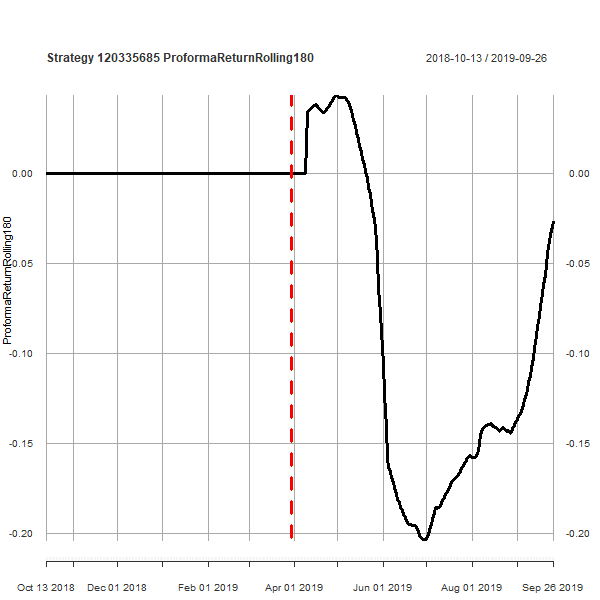 Strategy 120335685 ProformaReturnRolling180 2018-10-13 / 2019-09-26
ProformaReturnRolling180
0.00 0.00
-0.05 -0.05
-0.10 -0.10
-0.15 -0.15
-0.20 -0.20
Oct 13 2018 Dec 01 2018 Feb 01 2019 Apr 01 2019 Jun 01 2019 Aug 01 2019 Sep 26 2019